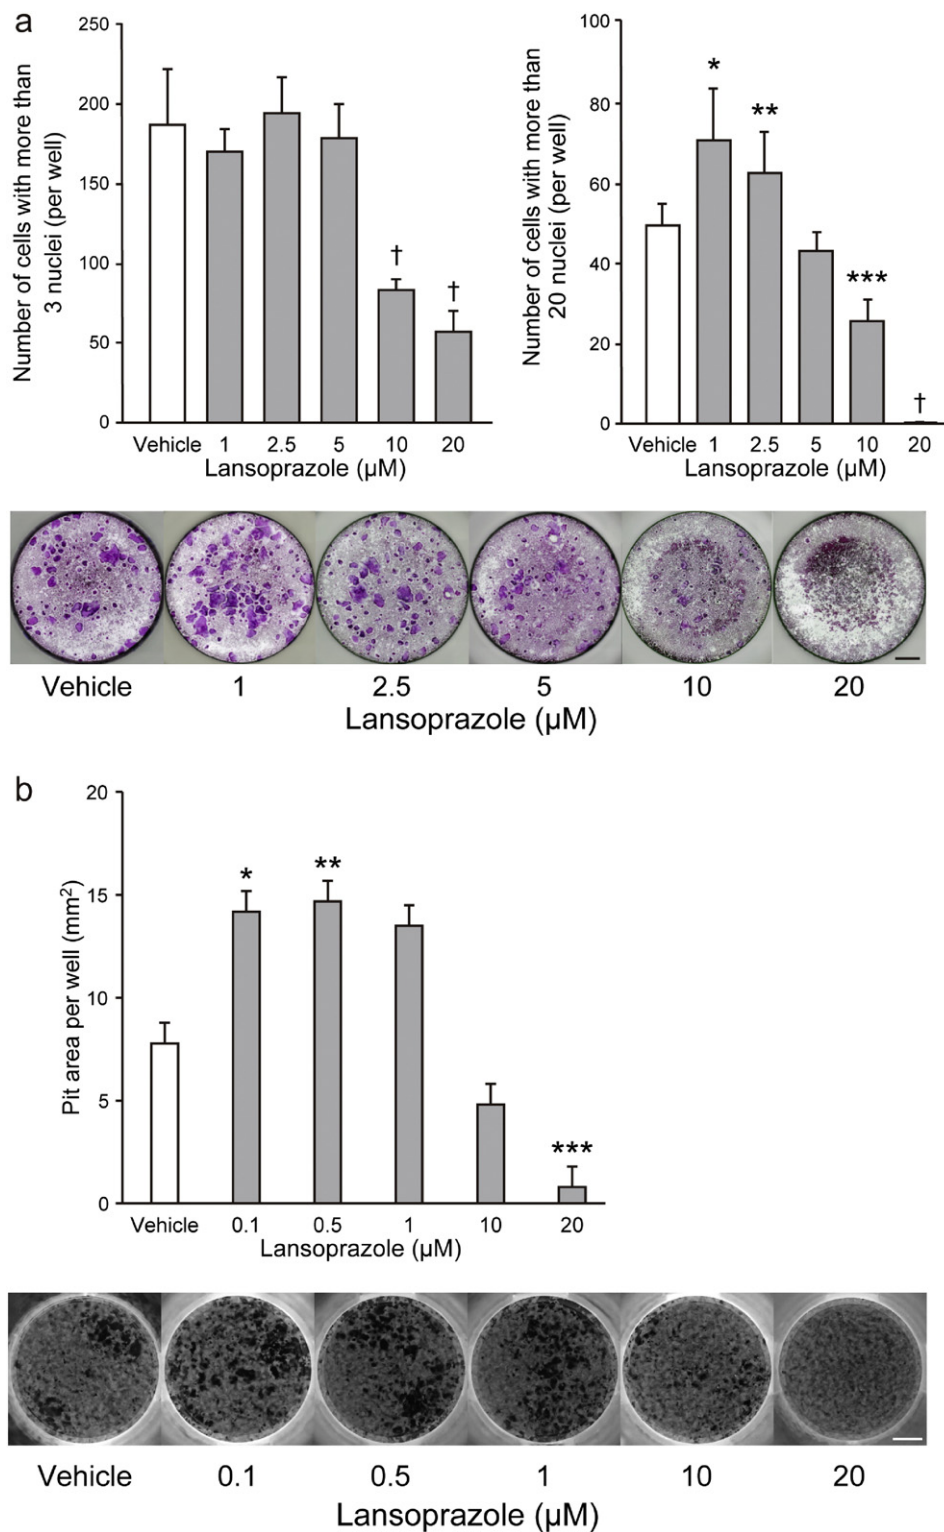 a
Number of cells with more than
3 nuclei (per well)
250
200
150
100
50
0
†
†
Vehicle 1 2.5 5 10 20
Lansoprazole (µM)
Number of cells with more than
20 nuclei (per well)
100
80
60
40
20
0
*
**
***
†
Vehicle 1 2.5 5 10 20
Lansoprazole (µM)
Vehicle 1 2.5 5 10 20
Lansoprazole (µM)
b
Pit area per well (mm²)
20
15
10
5
0
*
**
***
Vehicle 0.1 0.5 1 10 20
Lansoprazole (µM)
Vehicle 0.1 0.5 1 10 20
Lansoprazole (µM)